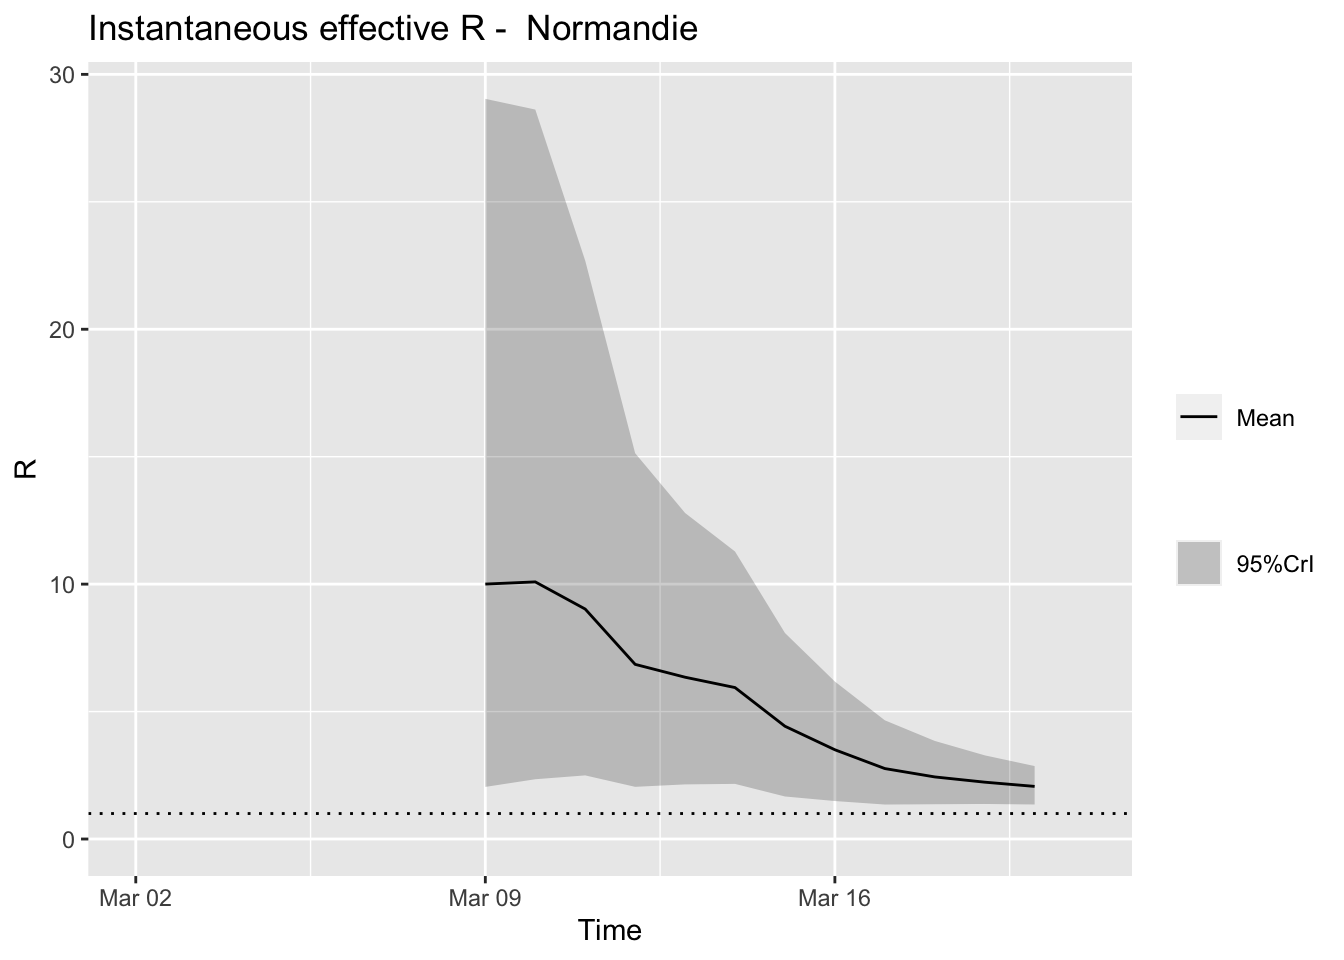 Instantaneous effective R -  Normandie
30
20
10
0
R
Mar 02
Mar 09
Mar 16
Time
Mean
95%CrI